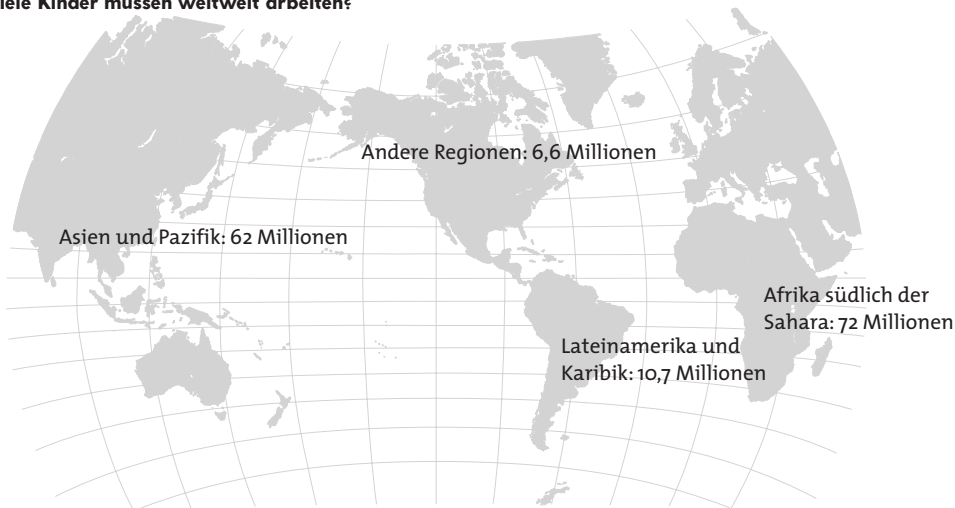 viele Kinder müssen weltweit arbeiten?
Andere Regionen: 6,6 Millionen
Asien und Pazifik: 62 Millionen
Afrika südlich der
Sahara: 72 Millionen
Lateinamerika und
Karibik: 10,7 Millionen